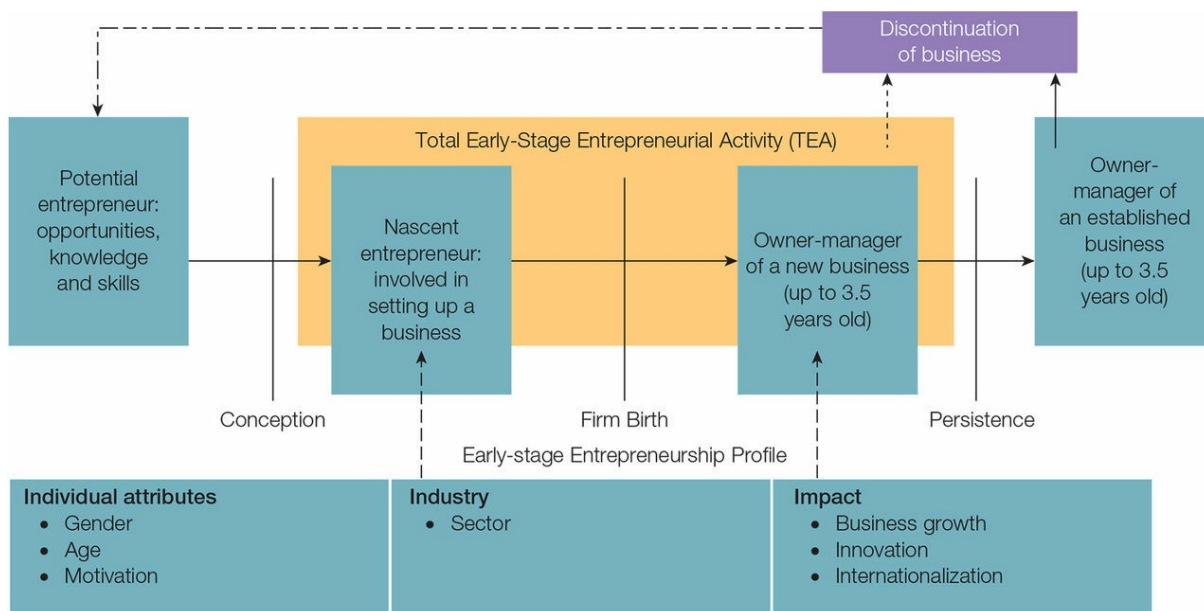 Discontinuation
of business
Total Early-Stage Entrepreneurial Activity (TEA)
Potential
entrepreneur:
opportunities,
knowledge
and skills
Nascent
entrepreneur:
involved in
setting up a
business
Owner-manager
of a new business
(up to 3.5
years old)
Owner-
manager of
an established
business
(up to 3.5
years old)
Conception
Firm Birth
Persistence
Early-stage Entrepreneurship Profile
Individual attributes
• Gender
• Age
• Motivation
Industry
• Sector
Impact
• Business growth
• Innovation
• Internationalization